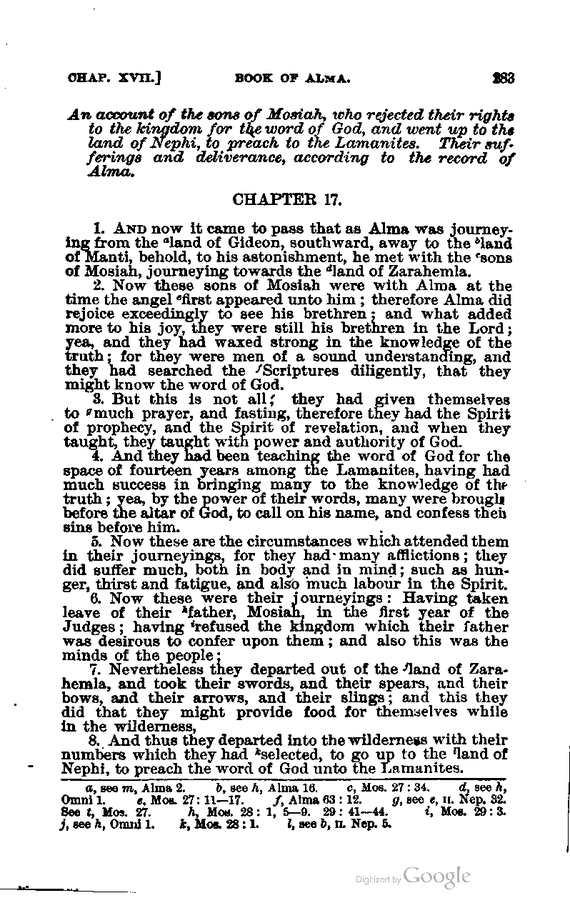 CHAP. XVII.] BOOK OF ALMA. 283
An account of the sons of Mosiah, who rejected their rights
to the kingdom for the word of God, and went up to the
land of Nephi, to preach to the Lamanites. Their suf-
ferings and deliverance, according to the record of
Alma.
CHAPTER 17.
1. AND now it came to pass that as Alma was journey-
ing from the ᵃland of Gideon, southward, away to the ᵇland
of Manti, behold, to his astonishment, he met with the ᶜsons
of Mosiah, journeying towards the ᵈland of Zarahemla.
2. Now these sons of Mosiah were with Alma at the
time the angel ᵉfirst appeared unto him; therefore Alma did
rejoice exceedingly to see his brethren; and what added
more to his joy, they were still his brethren in the Lord;
yea, and they had waxed strong in the knowledge of the
truth; for they were men of a sound understanding, and
they had searched the ᶠScriptures diligently, that they
might know the word of God.
3. But this is not all; they had given themselves
to ᵍmuch prayer, and fasting, therefore they had the Spirit
of prophecy, and the Spirit of revelation, and when they
taught, they taught with power and authority of God.
4. And they had been teaching the word of God for the
space of fourteen years among the Lamanites, having had
much success in bringing many to the knowledge of the
truth; yea, by the power of their words, many were brough
before the altar of God, to call on his name, and confess their
sins before him.
5. Now these are the circumstances which attended them
in their journeyings, for they had many afflictions; they
did suffer much, both in body and in mind; such as hun-
ger, thirst and fatigue, and also much labour in the Spirit.
6. Now these were their journeyings: Having taken
leave of their ʰfather, Mosiah, in the first year of the
Judges; having ⁱrefused the kingdom which their father
was desirous to confer upon them; and also this was the
minds of the people;
7. Nevertheless they departed out of the ʲland of Zara-
hemla, and took their swords, and their spears, and their
bows, and their arrows, and their slings; and this they
did that they might provide food for themselves while
in the wilderness,
8. And thus they departed into the wilderness with their
numbers which they had ᵏselected, to go up to the ˡland of
Nephi, to preach the word of God unto the Lamanites.
a, see m, Alma 2. b, see h, Alma 16. c, Mos. 27:34. d, see h,
Omni 1. e, Mos. 27:11—17. f, Alma 63:12. g, see e, II. Nep. 32.
See t, Mos. 27. h, Mos. 28:1, 5—9. 29:41—44. i, Mos. 29:3.
j, see h, Omni 1. k, Mos. 28:1. l, see b, II. Nep. 5.
Digitized by Google